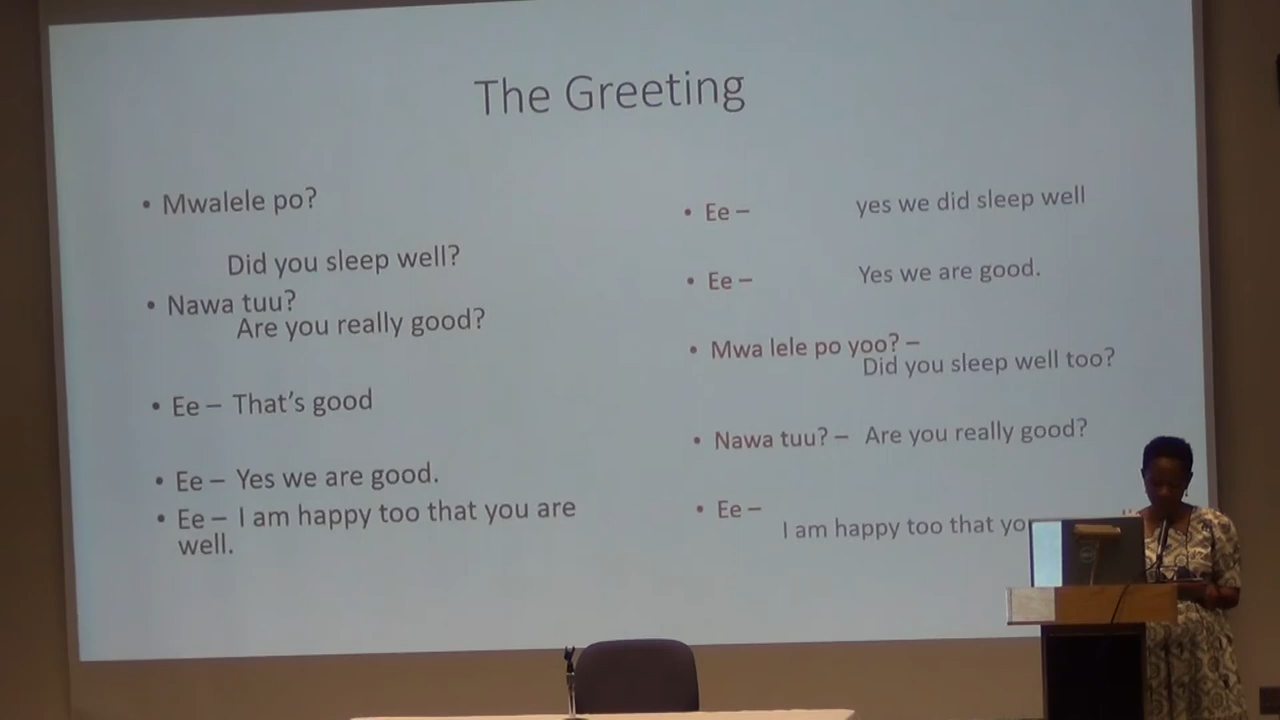 The Greeting
• Mwalele po?
Did you sleep well?
• Nawa tuu?
Are you really good?
• Ee – That's good
• Ee – Yes we are good.
• Ee – I am happy too that you are
well.
• Ee – yes we did sleep well
• Ee – Yes we are good.
• Mwa lele po yoo? –
Did you sleep well too?
• Nawa tuu? – Are you really good?
• Ee –
I am happy too that